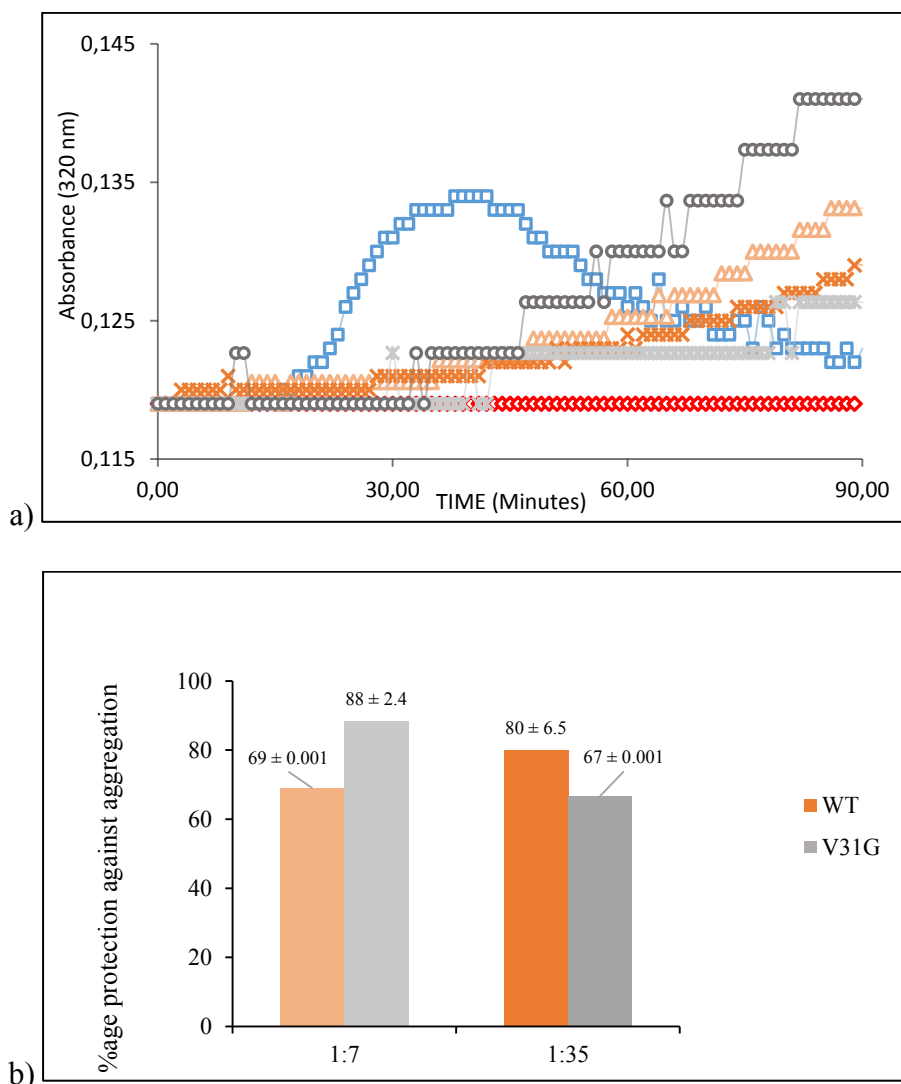 0,145
0,135
0,125
0,115
Absorbance (320 nm)
0,00 30,00 60,00 90,00
TIME (Minutes)
a)
%age protection against aggregation
100
80
60
40
20
0
69 ± 0.001
88 ± 2.4
80 ± 6.5
67 ± 0.001
WT
V31G
1:7 1:35
b)